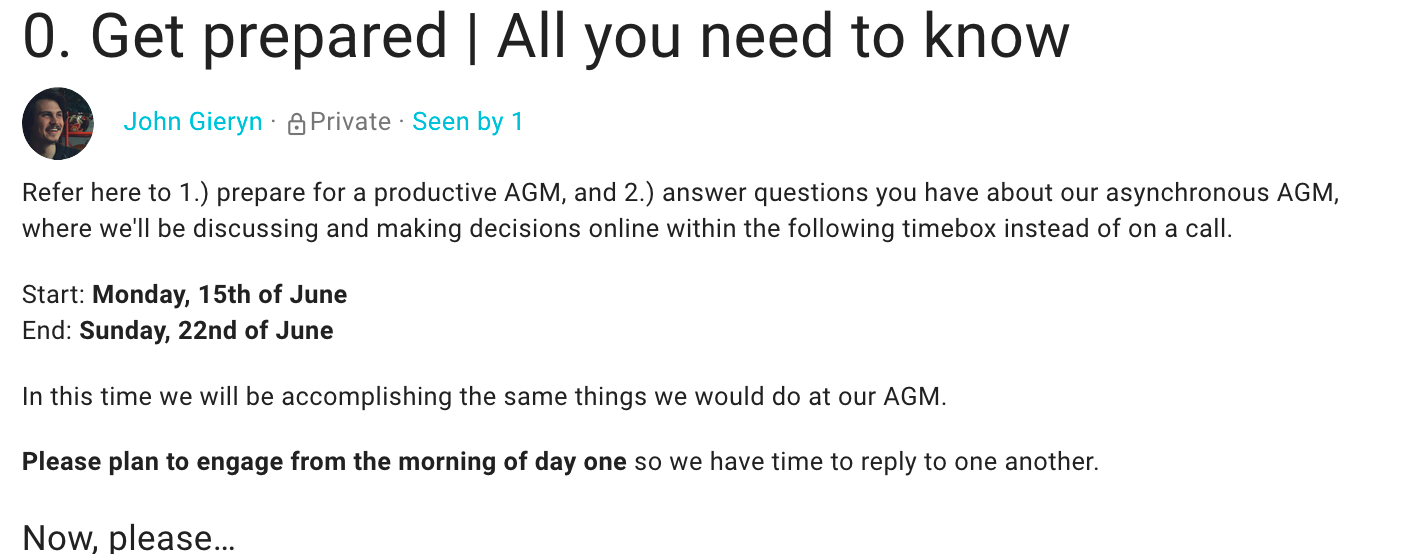 0. Get prepared | All you need to know
John Gieryn · Private · Seen by 1
Refer here to 1.) prepare for a productive AGM, and 2.) answer questions you have about our asynchronous AGM,
where we'll be discussing and making decisions online within the following timebox instead of on a call.
Start: Monday, 15th of June
End: Sunday, 22nd of June
In this time we will be accomplishing the same things we would do at our AGM.
Please plan to engage from the morning of day one so we have time to reply to one another.
Now, please…